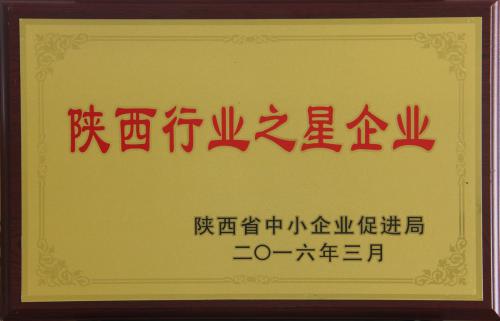 陕西行业之星企业
陕西省中小企业促进局
二〇一六年三月